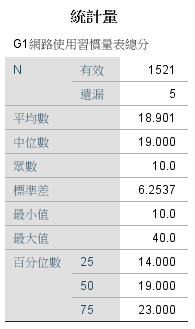 統計量
G1網路使用習慣量表總分
N 有效 1521
遺漏 5
平均數 18.901
中位數 19.000
眾數 10.0
標準差 6.2537
最小值 10.0
最大值 40.0
百分位數 25 14.000
50 19.000
75 23.000